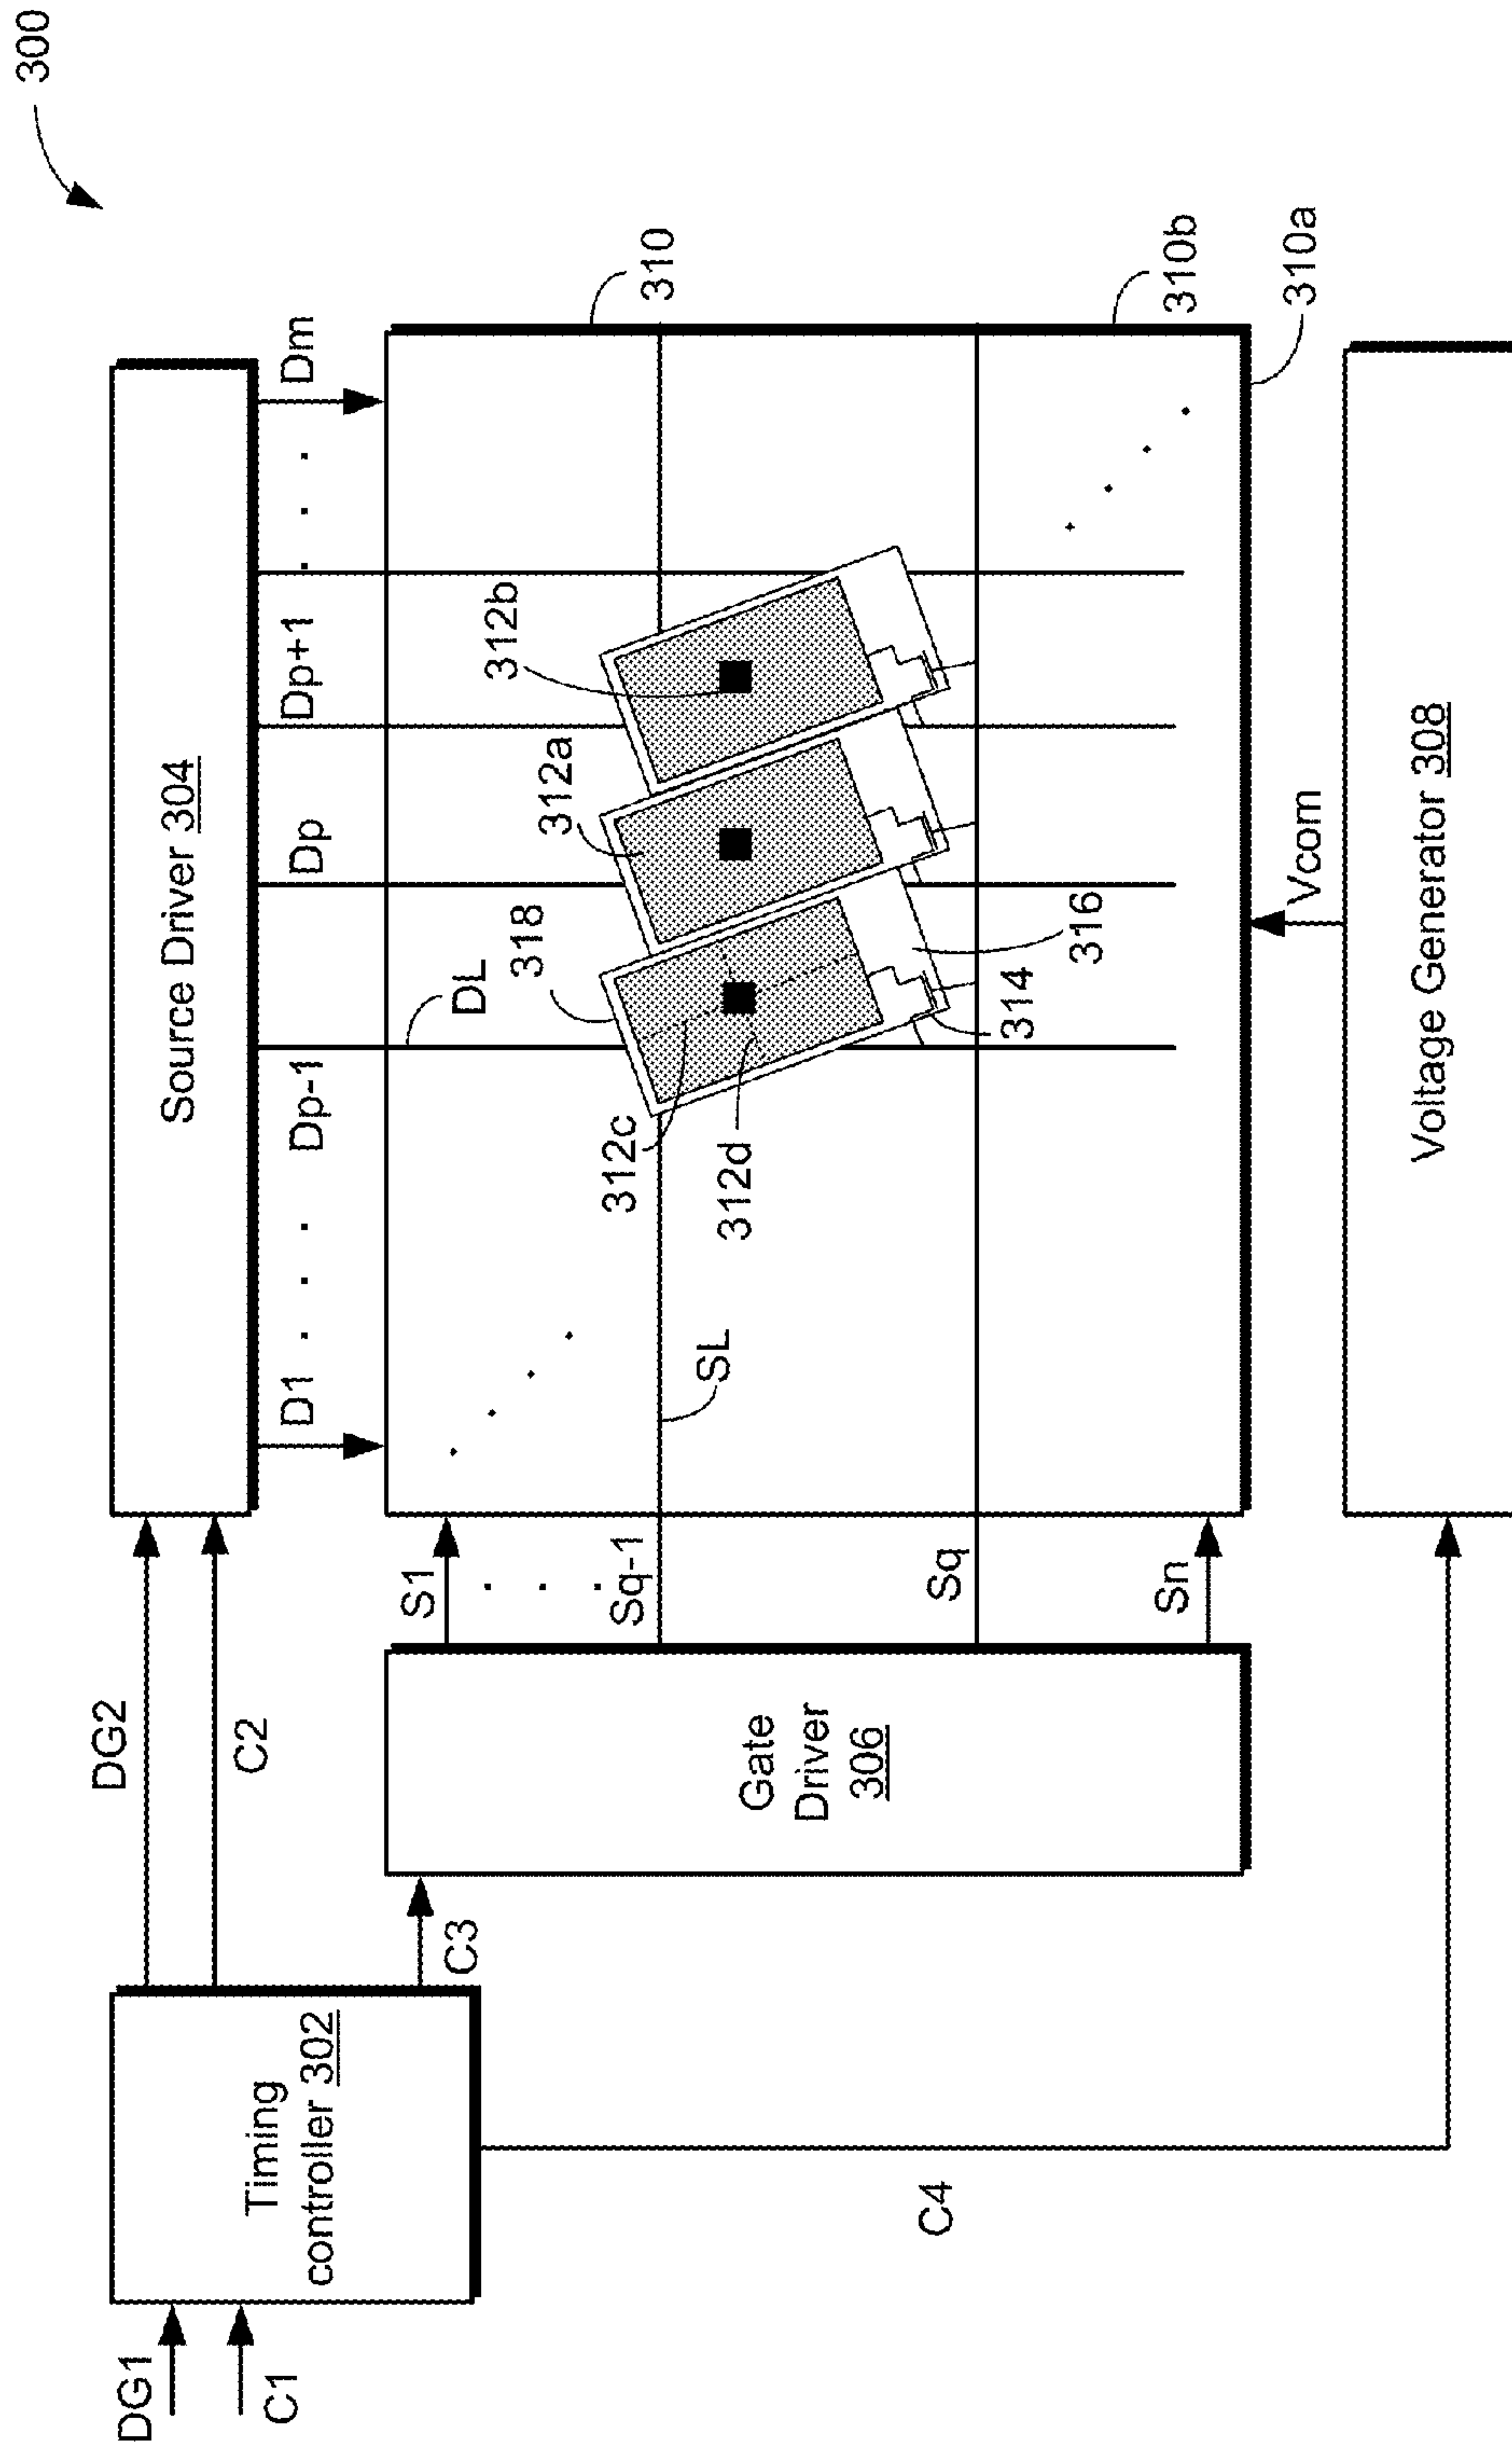 300
DG1
C1
Timing
controller 302
DG2
C2
C3
C4
Source Driver 304
D1 . . .
Dp-1
Dp
Dp+1
. . . Dm
DL
318
312a
312b
310
310b
310a
Gate
Driver
306
S1
. . .
Sq-1
Sq
Sn
SL
312c
312d
314
316
Vcom
Voltage Generator 308